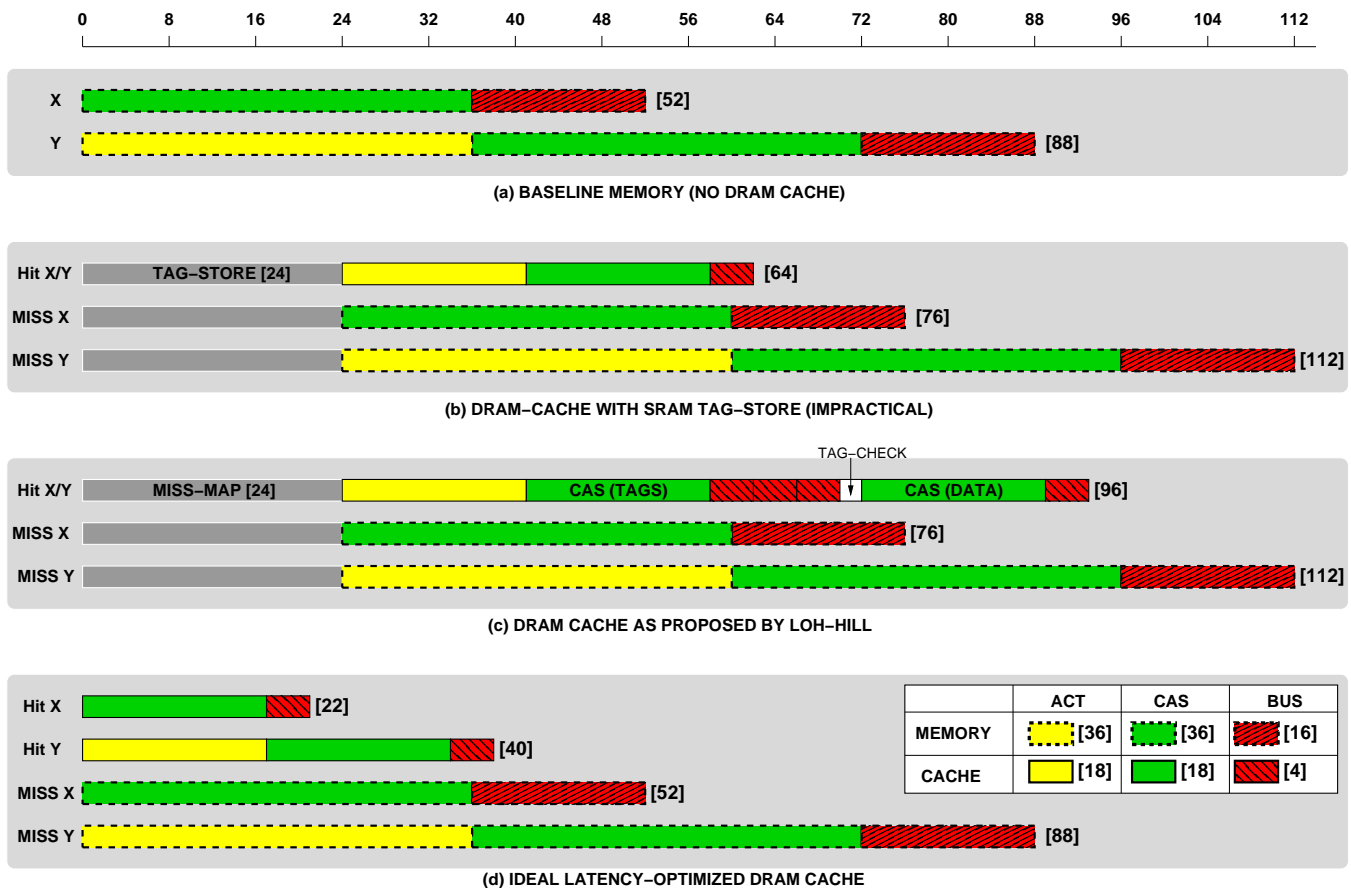 0 8 16 24 32 40 48 56 64 72 80 88 96 104 112
X [52]
Y [88]
(a) BASELINE MEMORY (NO DRAM CACHE)
Hit X/Y TAG–STORE [24] [64]
MISS X [76]
MISS Y [112]
(b) DRAM–CACHE WITH SRAM TAG–STORE (IMPRACTICAL)
TAG–CHECK
Hit X/Y MISS–MAP [24] CAS (TAGS) CAS (DATA) [96]
MISS X [76]
MISS Y [112]
(c) DRAM CACHE AS PROPOSED BY LOH–HILL
Hit X [22]
Hit Y [40]
MISS X [52]
MISS Y [88]
ACT CAS BUS
MEMORY [36] [36] [16]
CACHE [18] [18] [4]
(d) IDEAL LATENCY–OPTIMIZED DRAM CACHE